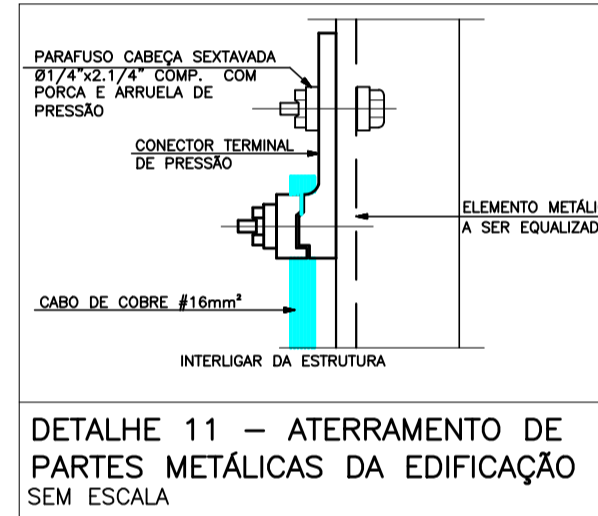 PARAFUSO CABEÇA SEXTAVADA
Ø1/4"x2.1/4" COMP. COM
PORCA E ARRUELA DE
PRESSÃO
CONECTOR TERMINAL
DE PRESSÃO
ELEMENTO METÁLI
A SER EQUALIZAD
CABO DE COBRE #16mm²
INTERLIGAR DA ESTRUTURA
DETALHE 11 – ATERRAMENTO DE
PARTES METÁLICAS DA EDIFICAÇÃO
SEM ESCALA